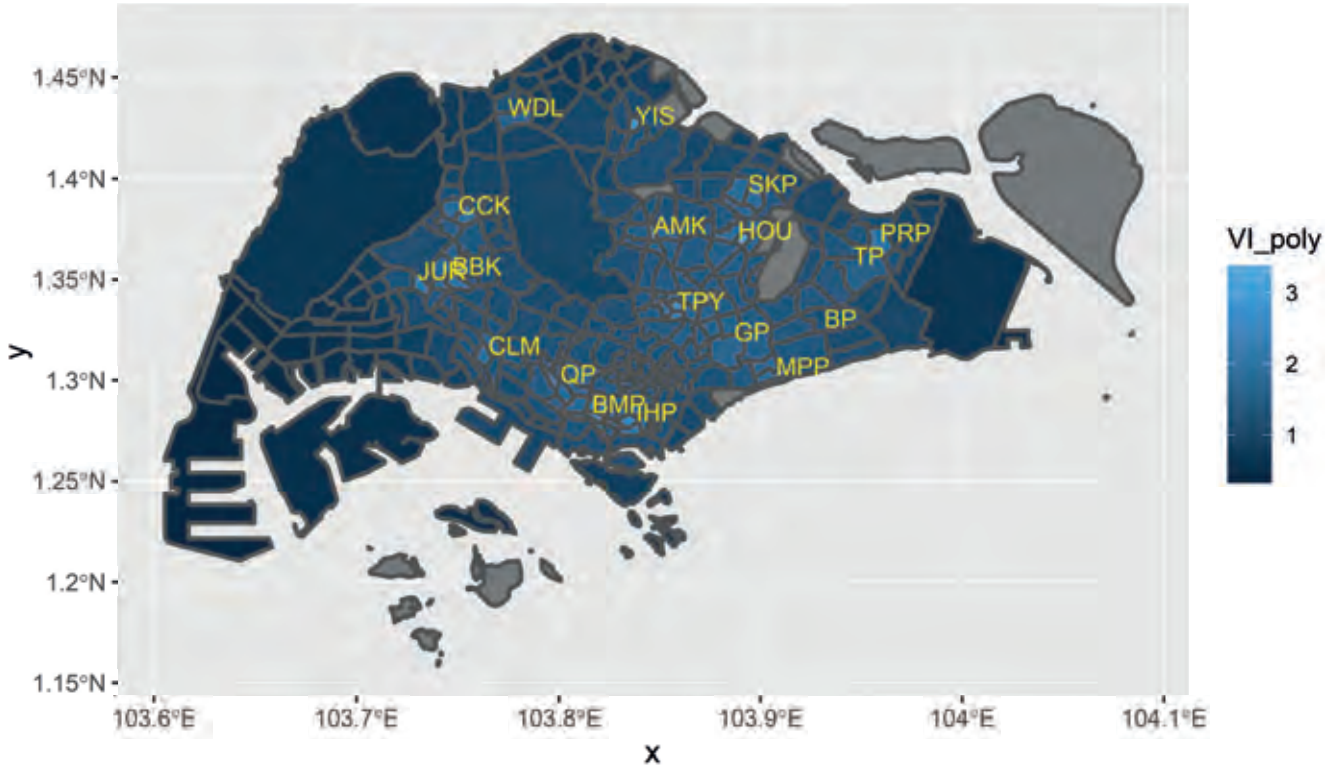 1.45°N
1.4°N
1.35°N
1.3°N
1.25°N
1.2°N
1.15°N
y
WDL
YIS
SKP
CCK
AMK
HOU
PRP
TP
JUR
BBK
TPY
GP
BP
CLM
MPP
QP
BMP
IHP
103.6°E
103.7°E
103.8°E
103.9°E
104°E
104.1°E
x
VI_poly
3
2
1